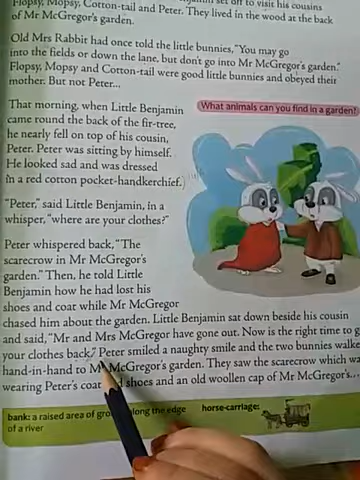 set off to visit his cousins
Flopsy, Mopsy, Cotton-tail and Peter. They lived in the wood at the back
of Mr McGregor's garden.
Old Mrs Rabbit had once told the little bunnies, "You may go
into the fields or down the lane, but don't go into Mr McGregor's garden."
Flopsy, Mopsy and Cotton-tail were good little bunnies and obeyed their
mother. But not Peter...
That morning, when Little Benjamin
came round the back of the fir-tree,
he nearly fell on top of his cousin,
Peter. Peter was sitting by himself.
He looked sad and was dressed
in a red cotton pocket-handkerchief.
What animals can you find in a garden?
"Peter," said Little Benjamin, in a
whisper, "where are your clothes?"
Peter whispered back, "The
scarecrow in Mr McGregor's
garden." Then, he told Little
Benjamin how he had lost his
shoes and coat while Mr McGregor
chased him about the garden. Little Benjamin sat down beside his cousin
and said, "Mr and Mrs McGregor have gone out. Now is the right time to
your clothes back." Peter smiled a naughty smile and the two bunnies
hand-in-hand to McGregor's garden. They saw the scarecrow which
wearing Peter's coat shoes and an old woollen cap of Mr McGregor's...
bank: a raised area of along the edge
of a river
horse-carriage: